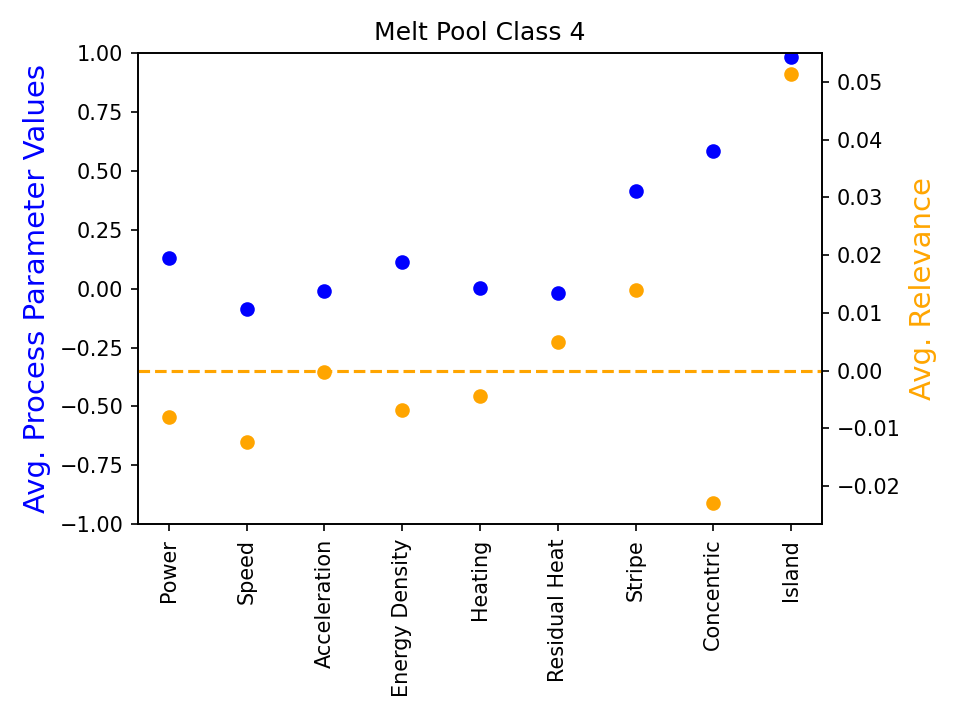 Melt Pool Class 4
Avg. Process Parameter Values
1.00
0.75
0.50
0.25
0.00
−0.25
−0.50
−0.75
−1.00
0.05
0.04
0.03
0.02
0.01
0.00
−0.01
−0.02
Avg. Relevance
Power
Speed
Acceleration
Energy Density
Heating
Residual Heat
Stripe
Concentric
Island